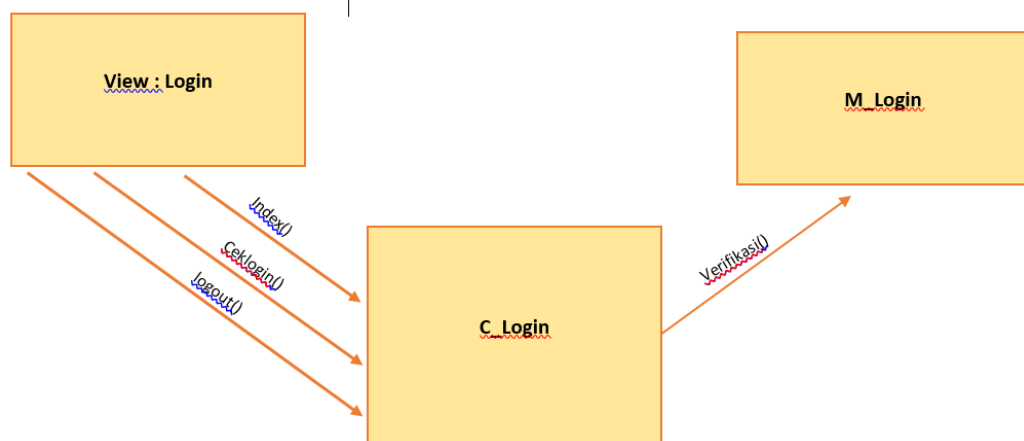 View : Login
M_Login
Index()
Ceklogin()
logout()
Verifikasi()
C_Login